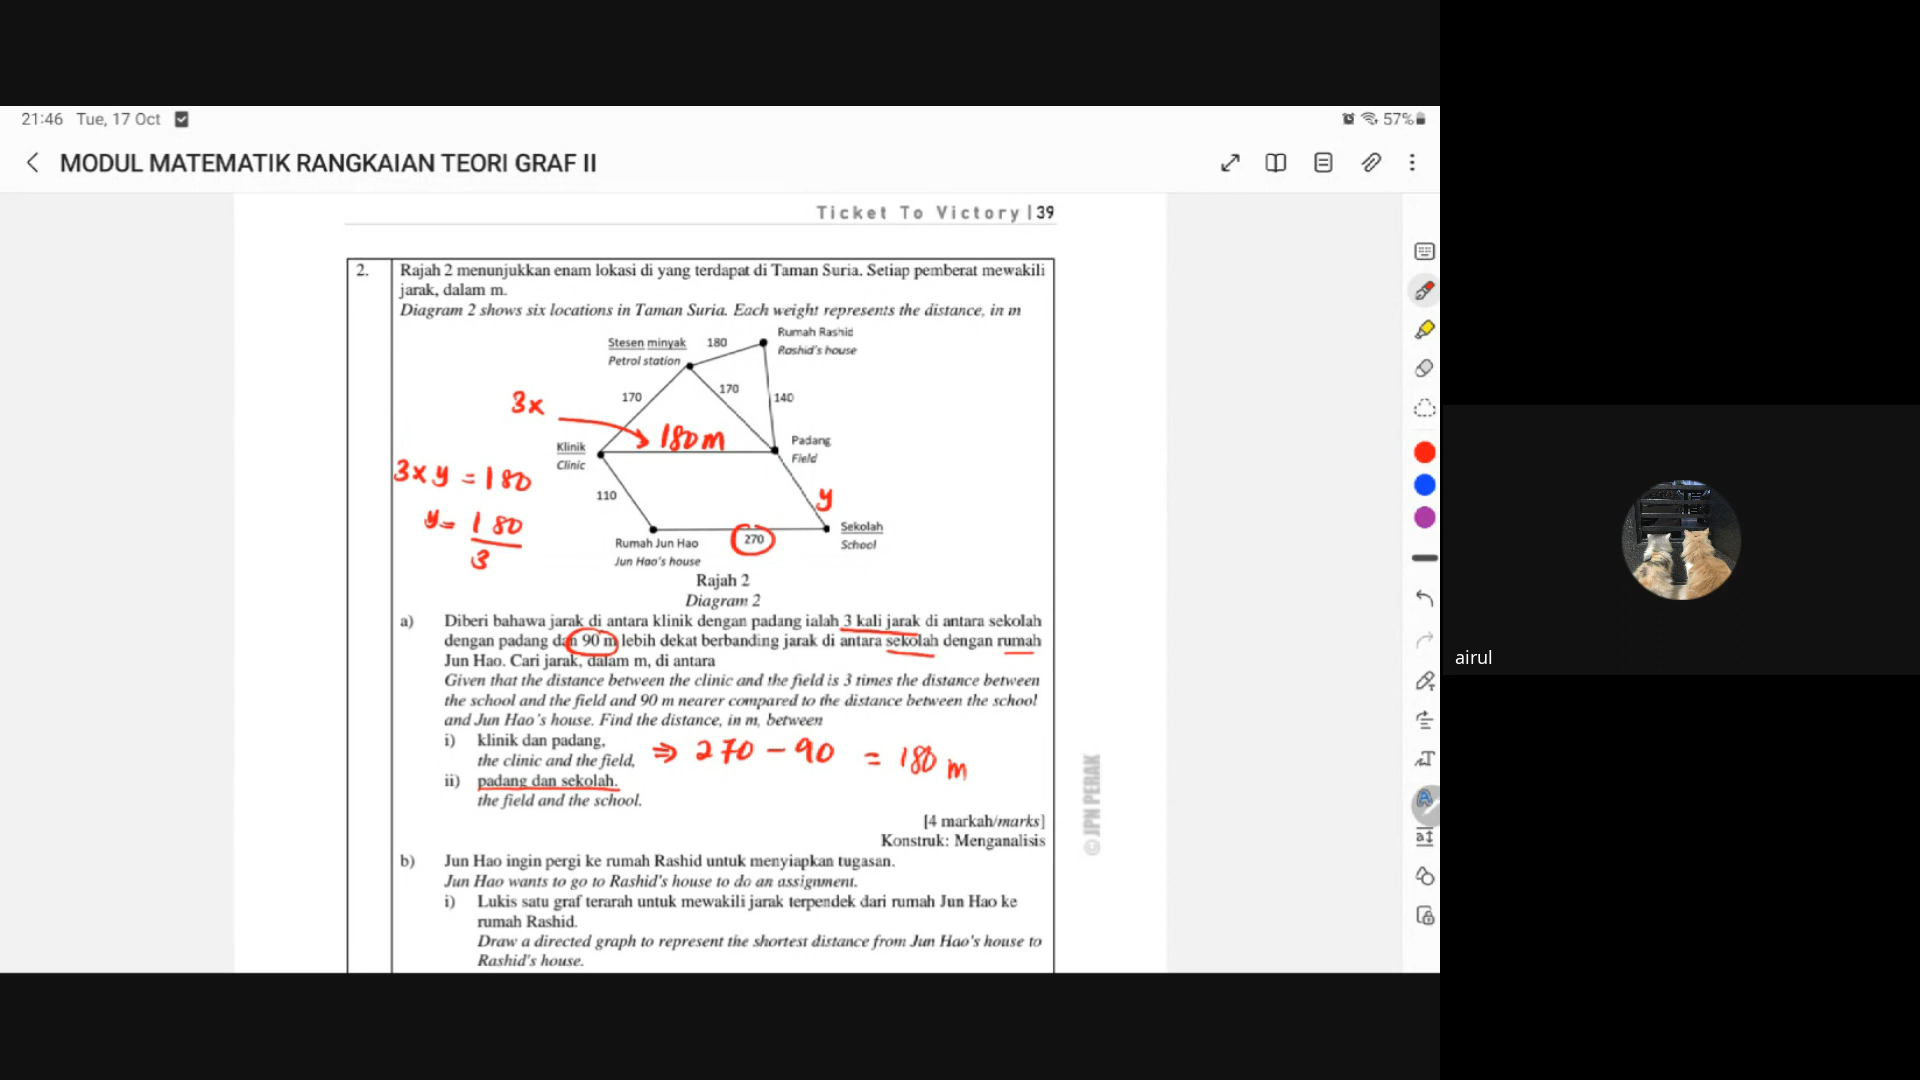 21:46 Tue, 17 Oct
57%
MODUL MATEMATIK RANGKAIAN TEORI GRAF II
Ticket To Victory | 39
2. Rajah 2 menunjukkan enam lokasi di yang terdapat di Taman Suria. Setiap pemberat mewakili
jarak, dalam m.
Diagram 2 shows six locations in Taman Suria. Each weight represents the distance, in m
Rumah Rashid
Rashid's house
Stesen minyak
Petrol station
180
170
170
140
3x
180m
Klinik
Clinic
Padang
Field
3 x y = 180
y = 180
3
110
y
Sekolah
School
270
Rumah Jun Hao
Jun Hao's house
Rajah 2
Diagram 2
a) Diberi bahawa jarak di antara klinik dengan padang ialah 3 kali jarak di antara sekolah
dengan padang dan 90 m lebih dekat berbanding jarak di antara sekolah dengan rumah
Jun Hao. Cari jarak, dalam m, di antara
Given that the distance between the clinic and the field is 3 times the distance between
the school and the field and 90 m nearer compared to the distance between the school
and Jun Hao's house. Find the distance, in m, between
i) klinik dan padang,
the clinic and the field,
⇒ 270 - 90 = 180 m
ii) padang dan sekolah.
the field and the school.
[4 markah/marks]
Konstruk: Menganalisis
b) Jun Hao ingin pergi ke rumah Rashid untuk menyiapkan tugasan.
Jun Hao wants to go to Rashid's house to do an assignment.
i) Lukis satu graf terarah untuk mewakili jarak terpendek dari rumah Jun Hao ke
rumah Rashid.
Draw a directed graph to represent the shortest distance from Jun Hao's house to
Rashid's house.
© JPN PERAK
airul